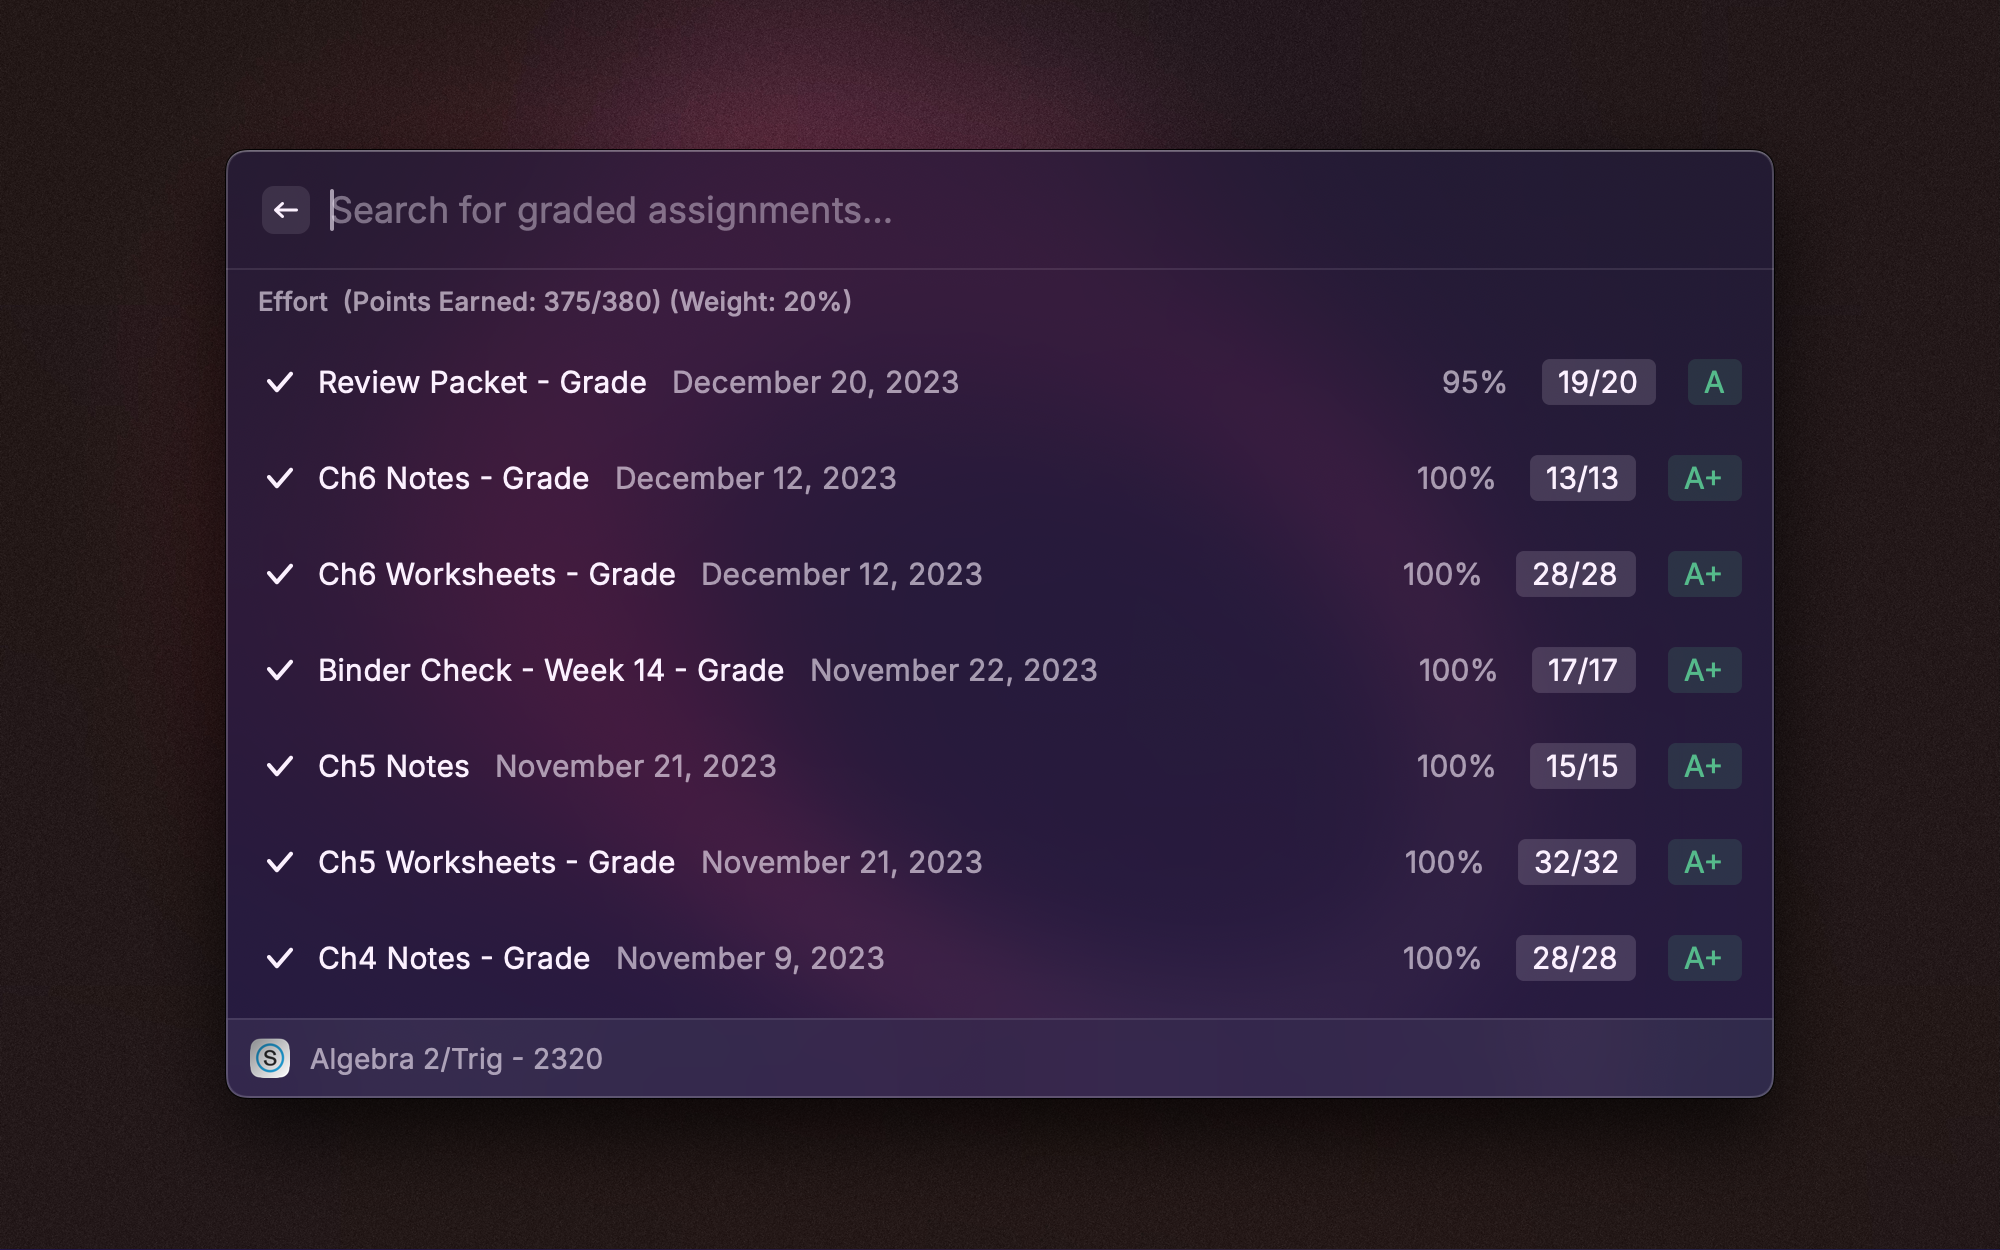 Search for graded assignments...
Effort (Points Earned: 375/380) (Weight: 20%)
Review Packet - Grade December 20, 2023 95% 19/20 A
Ch6 Notes - Grade December 12, 2023 100% 13/13 A+
Ch6 Worksheets - Grade December 12, 2023 100% 28/28 A+
Binder Check - Week 14 - Grade November 22, 2023 100% 17/17 A+
Ch5 Notes November 21, 2023 100% 15/15 A+
Ch5 Worksheets - Grade November 21, 2023 100% 32/32 A+
Ch4 Notes - Grade November 9, 2023 100% 28/28 A+
S Algebra 2/Trig - 2320